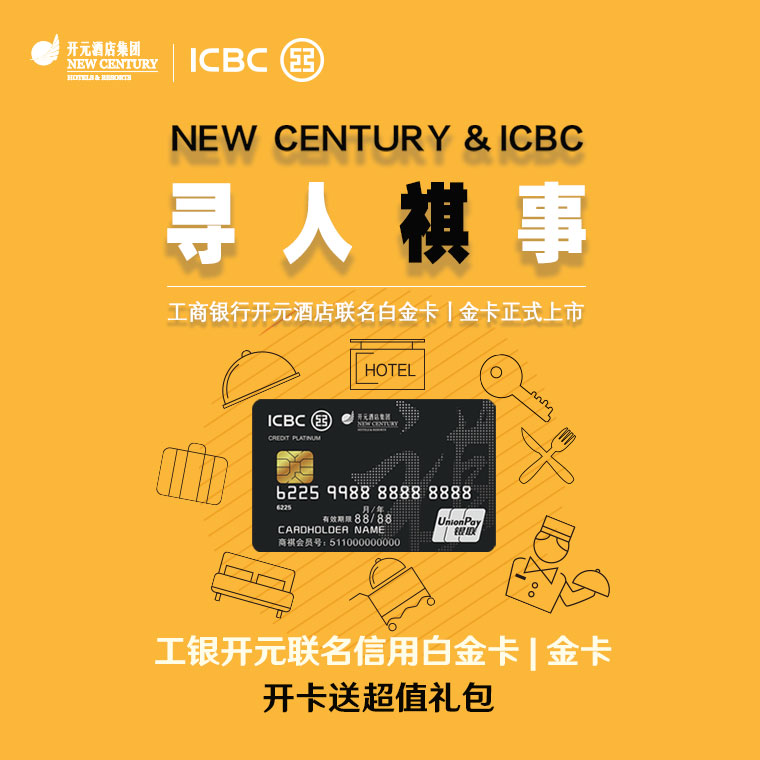 开元酒店集团
NEW CENTURY
HOTELS & RESORTS
ICBC
NEW CENTURY & ICBC
寻人祺事
工商银行开元酒店联名白金卡 | 金卡正式上市
HOTEL
ICBC
开元酒店集团
NEW CENTURY
HOTELS & RESORTS
CREDIT PLATINUM
6225 9988 8888 8888
6225
月/年
有效期限 88/88
CARDHOLDER NAME
商祺会员号: 511000000000
UnionPay
银联
工银开元联名信用白金卡 | 金卡
开卡送超值礼包